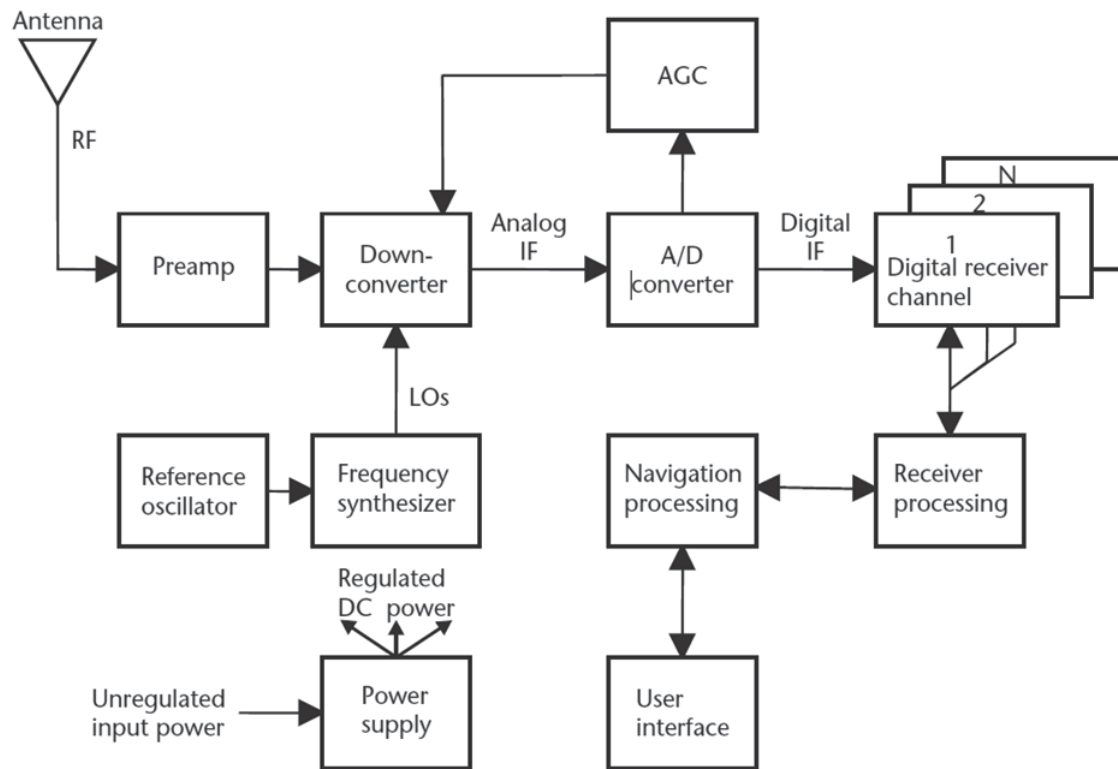 Antenna
RF
AGC
Preamp
Down-
converter
Analog
IF
A/D
converter
Digital
IF
N
2
1
Digital receiver
channel
LOs
Reference
oscillator
Frequency
synthesizer
Navigation
processing
Receiver
processing
Regulated
DC power
Unregulated
input power
Power
supply
User
interface